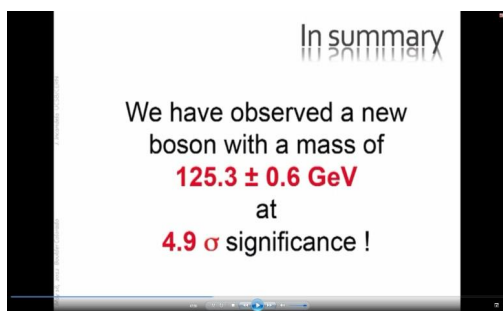 In summary
We have observed a new
boson with a mass of
125.3 ± 0.6 GeV
at
4.9 σ significance !